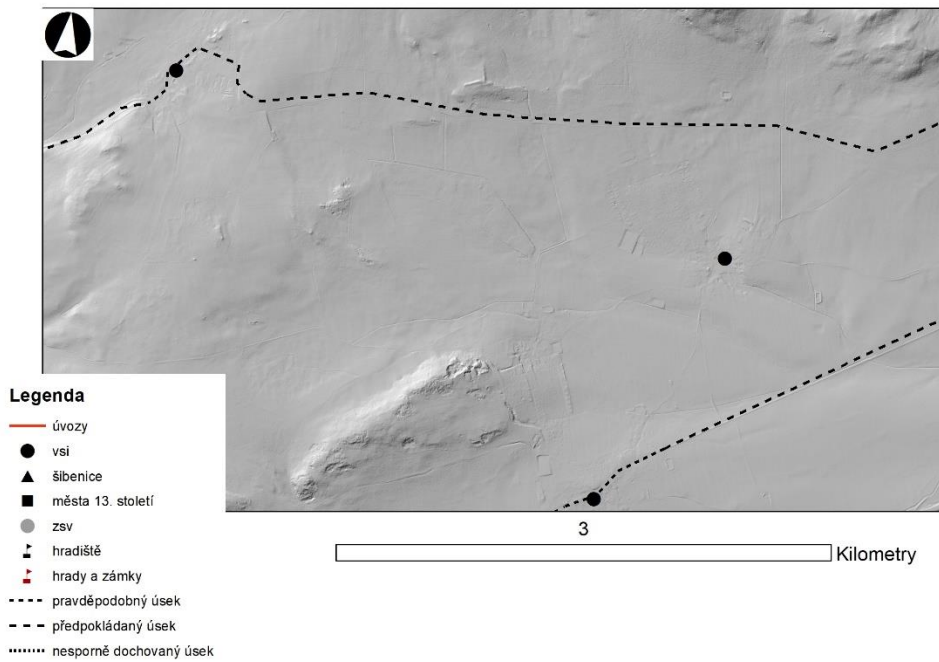 Legenda
úvozy
vsi
šibenice
města 13. století
zsv
hradiště
hrady a zámky
pravděpodobný úsek
předpokládaný úsek
nesporně dochovaný úsek
3
Kilometry